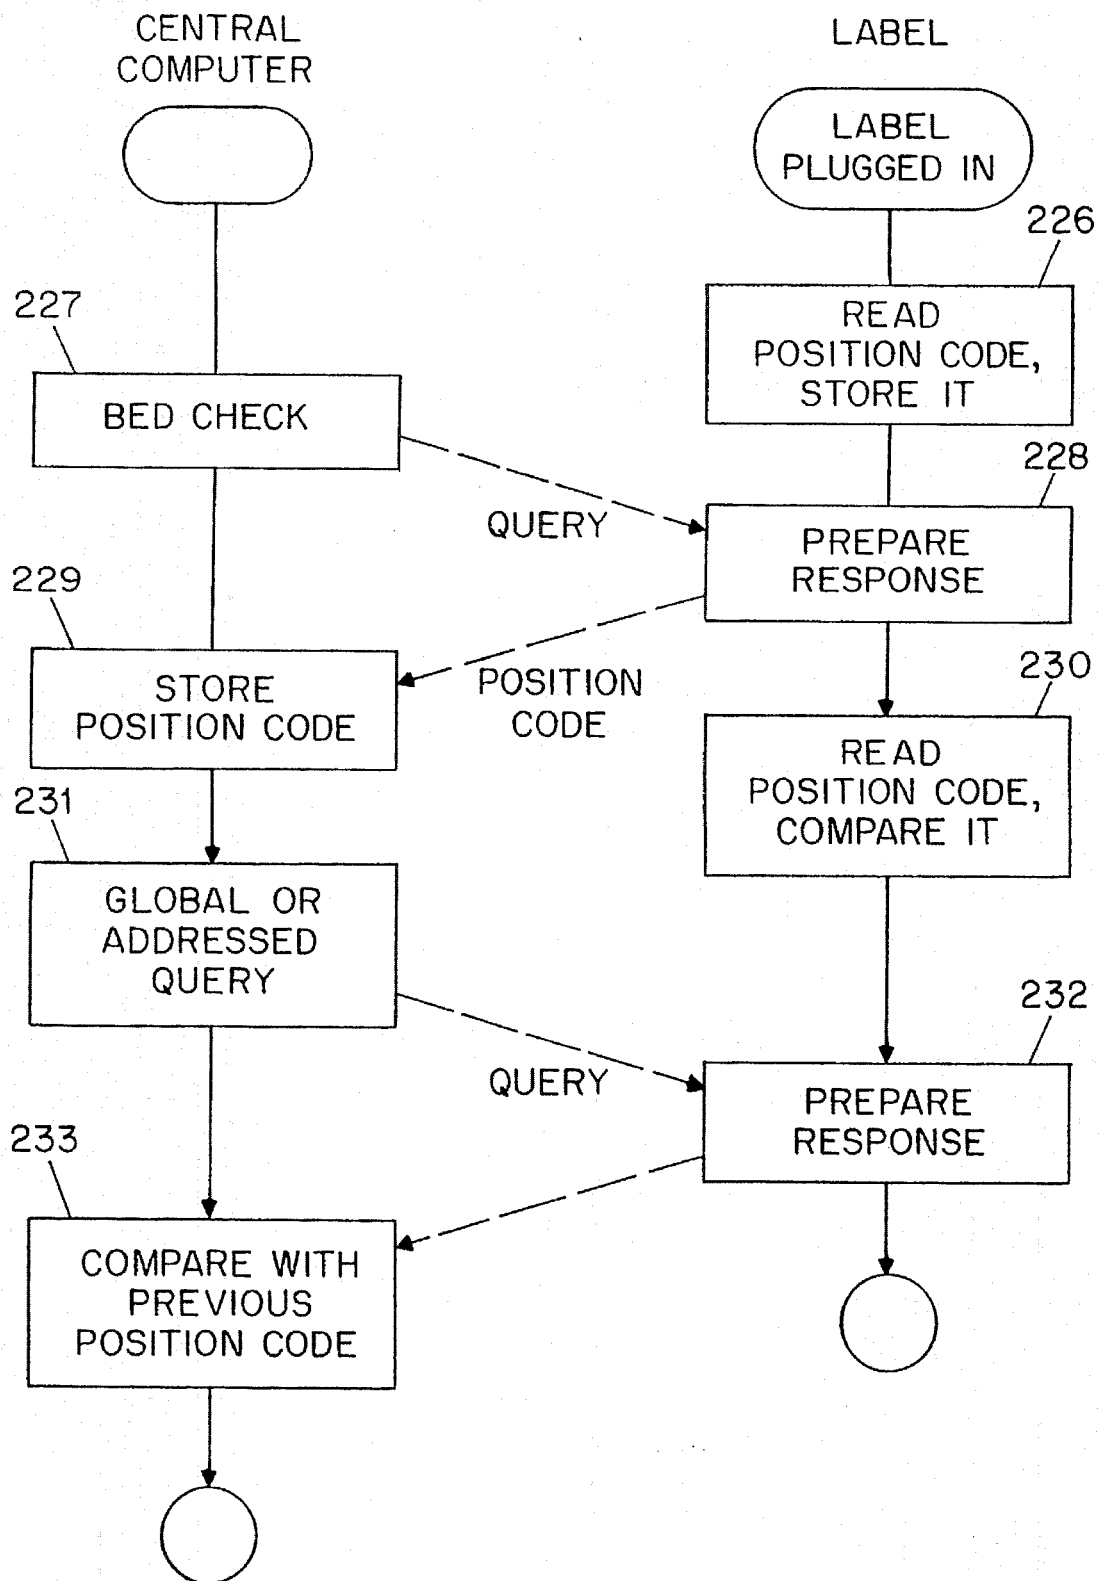 CENTRAL
COMPUTER
LABEL
LABEL
PLUGGED IN
226
READ
POSITION CODE,
STORE IT
227
BED CHECK
QUERY
228
PREPARE
RESPONSE
229
STORE
POSITION CODE
POSITION
CODE
230
READ
POSITION CODE,
COMPARE IT
231
GLOBAL OR
ADDRESSED
QUERY
QUERY
232
PREPARE
RESPONSE
233
COMPARE WITH
PREVIOUS
POSITION CODE